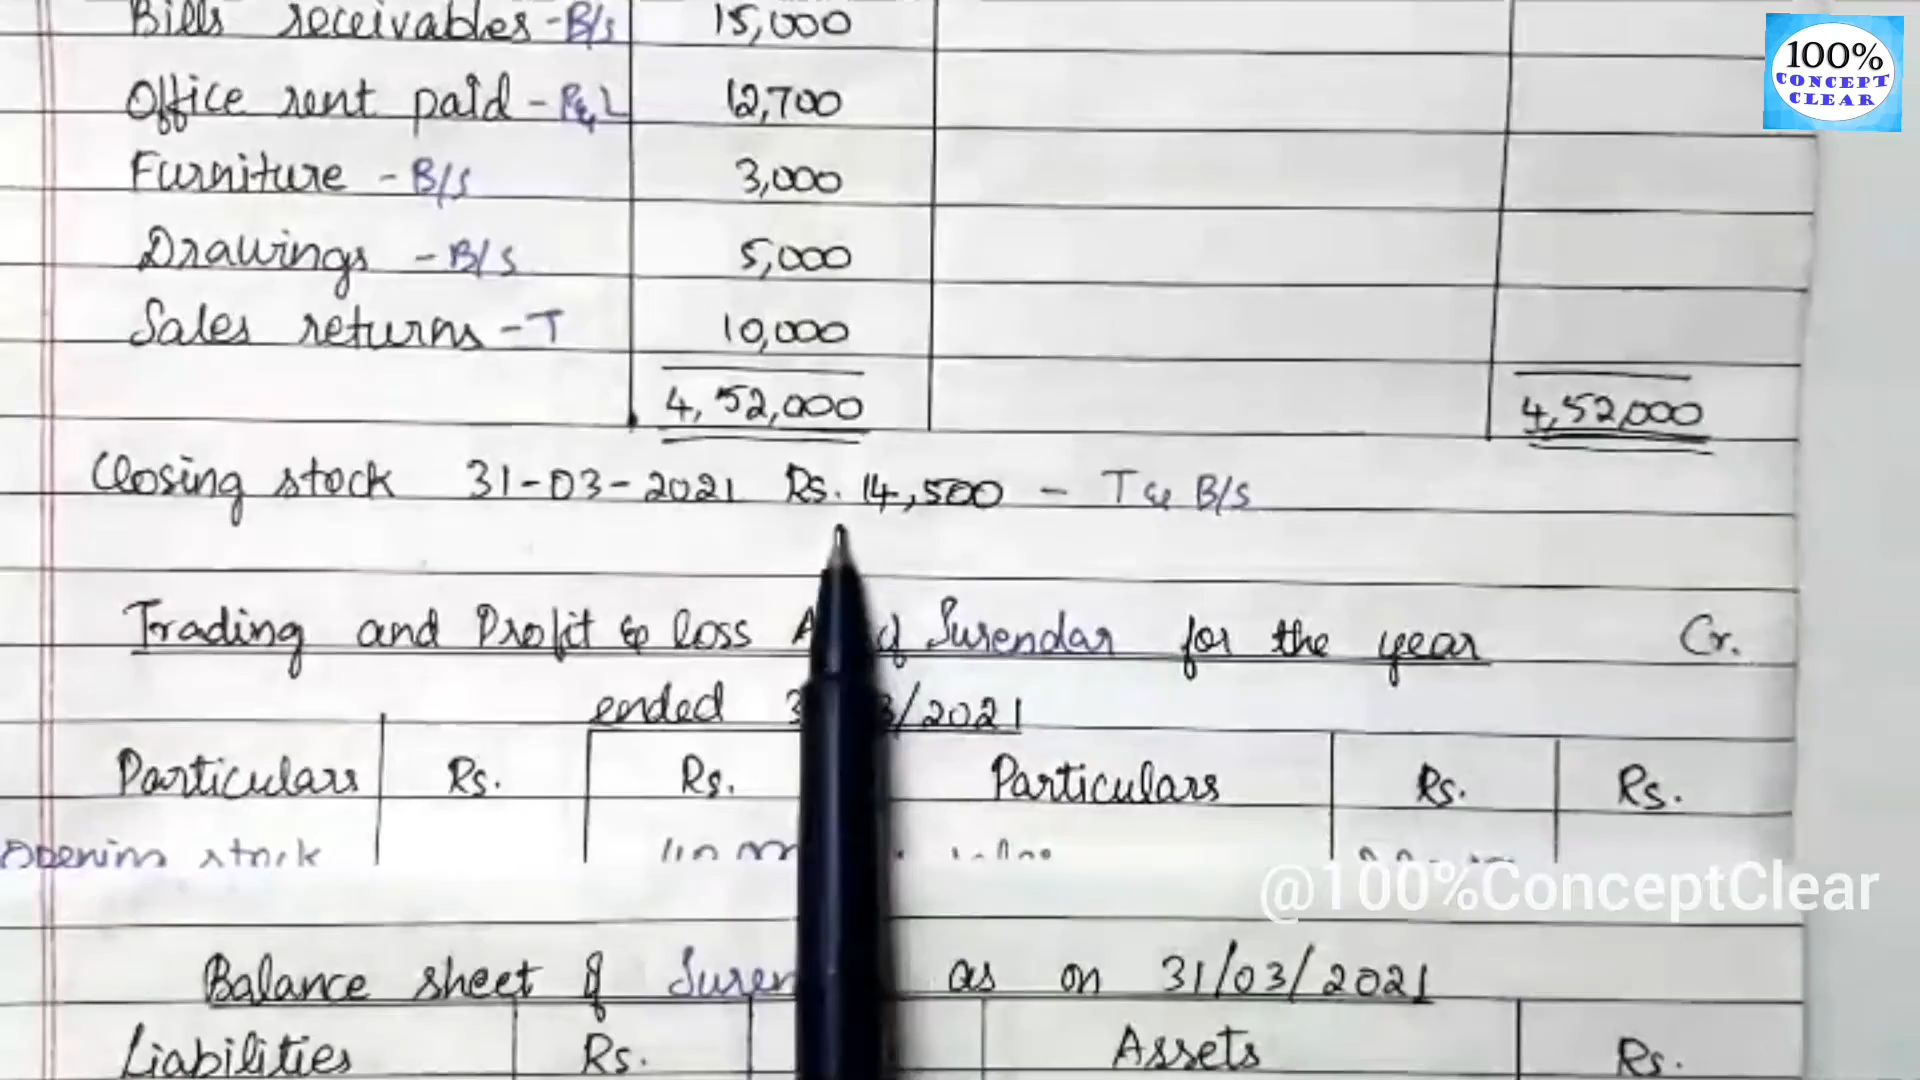 Bills receivables - B/s 15,000
100%
CONCEPT
CLEAR
Office rent paid - P&L 12,700
Furniture - B/s 3,000
Drawings - B/s 5,000
Sales returns - T 10,000
4,52,000 4,52,000
Closing stock 31-03-2021 Rs. 14,500 - T & B/s
Trading and Profit & loss of Surendar for the year Cr.
ended /2021
Particulars Rs. Rs. Particulars Rs. Rs.
Opening stock
@100%ConceptClear
Balance sheet of as on 31/03/2021
Liabilities Rs. Assets Rs.